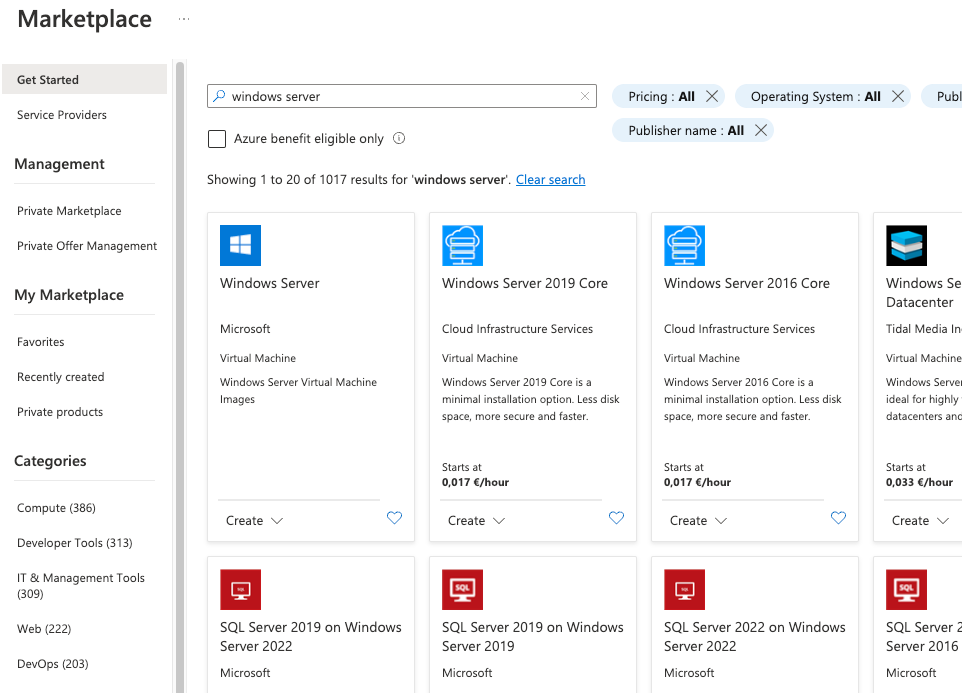 Marketplace ...
Get Started
Service Providers
Management
Private Marketplace
Private Offer Management
My Marketplace
Favorites
Recently created
Private products
Categories
Compute (386)
Developer Tools (313)
IT & Management Tools
(309)
Web (222)
DevOps (203)
windows server
Pricing : All
Operating System : All
Publ
Publisher name : All
Azure benefit eligible only
Showing 1 to 20 of 1017 results for 'windows server'. Clear search
Windows Server
Microsoft
Virtual Machine
Windows Server Virtual Machine
Images
Create
Windows Server 2019 Core
Cloud Infrastructure Services
Virtual Machine
Windows Server 2019 Core is a
minimal installation option. Less disk
space, more secure and faster.
Starts at
0,017 €/hour
Create
Windows Server 2016 Core
Cloud Infrastructure Services
Virtual Machine
Windows Server 2016 Core is a
minimal installation option. Less disk
space, more secure and faster.
Starts at
0,017 €/hour
Create
Windows Se
Datacenter
Tidal Media In
Virtual Machine
Windows Server
ideal for highly
datacenters and
Starts at
0,033 €/hour
Create
SQL
SQL Server 2019 on Windows
Server 2022
Microsoft
SQL
SQL Server 2019 on Windows
Server 2019
Microsoft
SQL
SQL Server 2022 on Windows
Server 2022
Microsoft
SQL
SQL Server 2
Server 2016
Microsoft